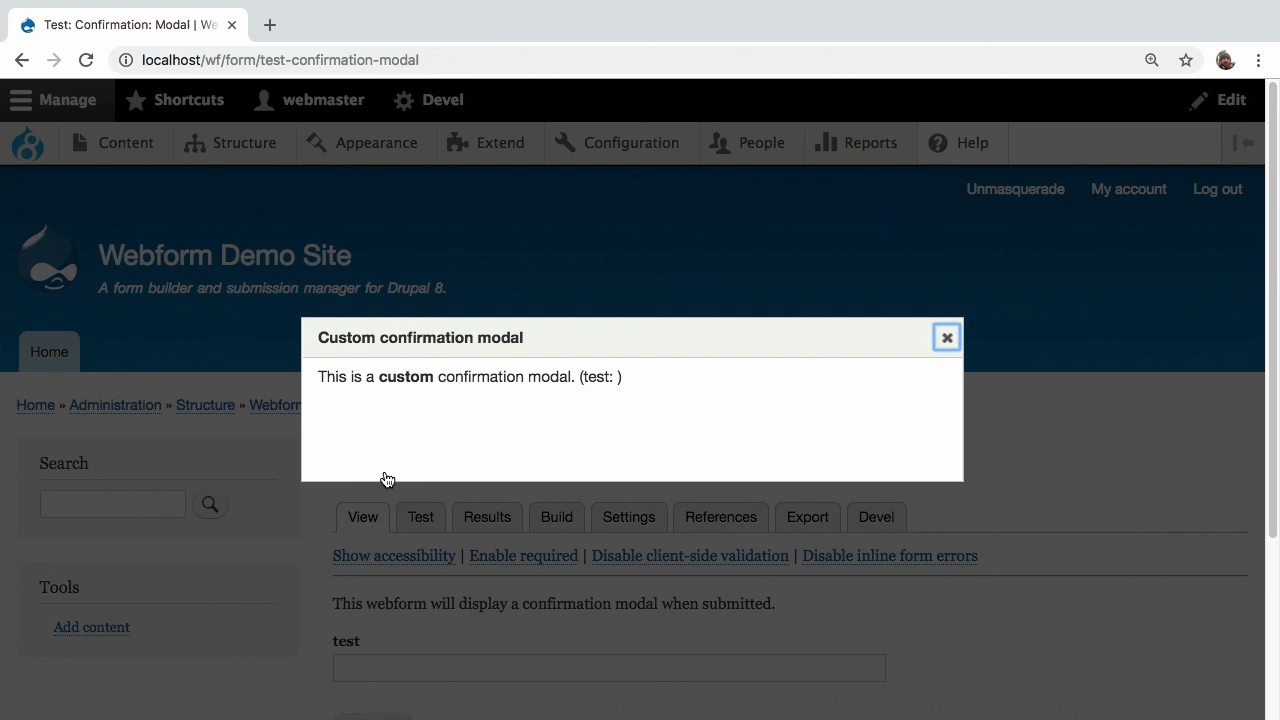 Test: Confirmation: Modal | We
localhost/wf/form/test-confirmation-modal
Manage Shortcuts webmaster Devel Edit
Content Structure Appearance Extend Configuration People Reports Help
Unmasquerade My account Log out
Webform Demo Site
A form builder and submission manager for Drupal 8.
Custom confirmation modal
This is a custom confirmation modal. (test: )
Home
Home » Administration » Structure » Webform
Search
View Test Results Build Settings References Export Devel
Show accessibility | Enable required | Disable client-side validation | Disable inline form errors
Tools
Add content
This webform will display a confirmation modal when submitted.
test